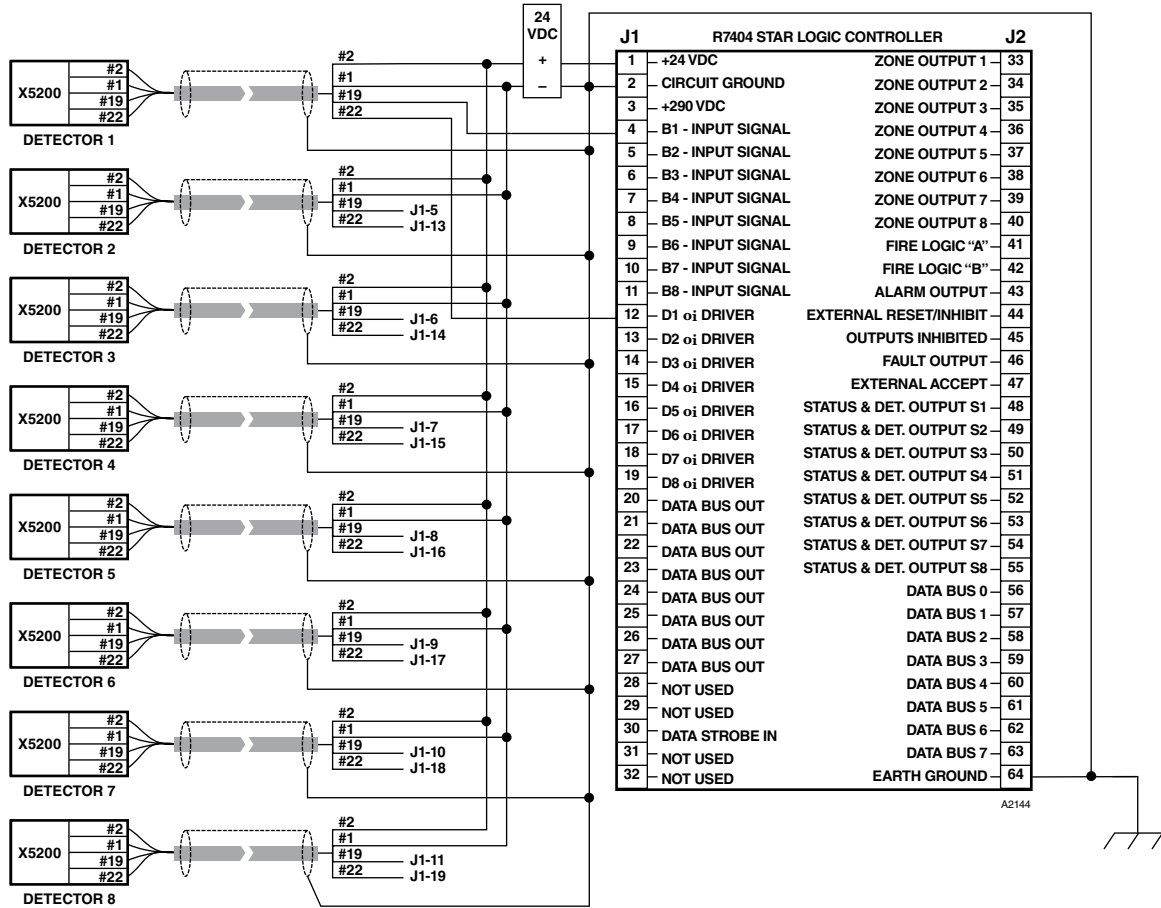 24
VDC
+
–
J1
R7404 STAR LOGIC CONTROLLER
J2
1 +24 VDC ZONE OUTPUT 1 33
2 CIRCUIT GROUND ZONE OUTPUT 2 34
3 +290 VDC ZONE OUTPUT 3 35
4 B1 - INPUT SIGNAL ZONE OUTPUT 4 36
5 B2 - INPUT SIGNAL ZONE OUTPUT 5 37
6 B3 - INPUT SIGNAL ZONE OUTPUT 6 38
7 B4 - INPUT SIGNAL ZONE OUTPUT 7 39
8 B5 - INPUT SIGNAL ZONE OUTPUT 8 40
9 B6 - INPUT SIGNAL FIRE LOGIC “A” 41
10 B7 - INPUT SIGNAL FIRE LOGIC “B” 42
11 B8 - INPUT SIGNAL ALARM OUTPUT 43
12 D1 oi DRIVER EXTERNAL RESET/INHIBIT 44
13 D2 oi DRIVER OUTPUTS INHIBITED 45
14 D3 oi DRIVER FAULT OUTPUT 46
15 D4 oi DRIVER EXTERNAL ACCEPT 47
16 D5 oi DRIVER STATUS & DET. OUTPUT S1 48
17 D6 oi DRIVER STATUS & DET. OUTPUT S2 49
18 D7 oi DRIVER STATUS & DET. OUTPUT S3 50
19 D8 oi DRIVER STATUS & DET. OUTPUT S4 51
20 DATA BUS OUT STATUS & DET. OUTPUT S5 52
21 DATA BUS OUT STATUS & DET. OUTPUT S6 53
22 DATA BUS OUT STATUS & DET. OUTPUT S7 54
23 DATA BUS OUT STATUS & DET. OUTPUT S8 55
24 DATA BUS OUT DATA BUS 0 56
25 DATA BUS OUT DATA BUS 1 57
26 DATA BUS OUT DATA BUS 2 58
27 DATA BUS OUT DATA BUS 3 59
28 NOT USED DATA BUS 4 60
29 NOT USED DATA BUS 5 61
30 DATA STROBE IN DATA BUS 6 62
31 NOT USED DATA BUS 7 63
32 NOT USED EARTH GROUND 64
A2144
X5200
#2
#1
#19
#22
DETECTOR 1
#2
#1
#19
#22
X5200
#2
#1
#19
#22
DETECTOR 2
#2
#1
#19 J1-5
#22 J1-13
X5200
#2
#1
#19
#22
DETECTOR 3
#2
#1
#19 J1-6
#22 J1-14
X5200
#2
#1
#19
#22
DETECTOR 4
#2
#1
#19 J1-7
#22 J1-15
X5200
#2
#1
#19
#22
DETECTOR 5
#2
#1
#19 J1-8
#22 J1-16
X5200
#2
#1
#19
#22
DETECTOR 6
#2
#1
#19 J1-9
#22 J1-17
X5200
#2
#1
#19
#22
DETECTOR 7
#2
#1
#19 J1-10
#22 J1-18
X5200
#2
#1
#19
#22
DETECTOR 8
#2
#1
#19 J1-11
#22 J1-19